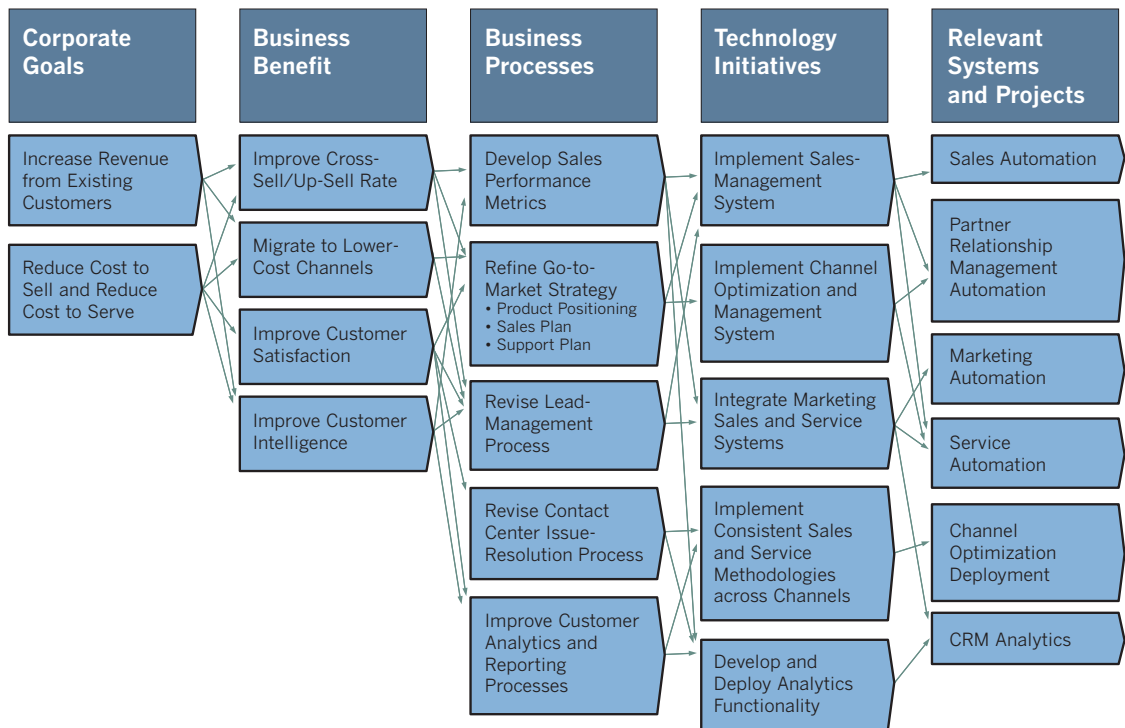 Corporate
Goals
Business
Benefit
Business
Processes
Technology
Initiatives
Relevant
Systems
and Projects
Increase Revenue
from Existing
Customers
Reduce Cost to
Sell and Reduce
Cost to Serve
Improve Cross-
Sell/Up-Sell Rate
Migrate to Lower-
Cost Channels
Improve Customer
Satisfaction
Improve Customer
Intelligence
Develop Sales
Performance
Metrics
Refine Go-to-
Market Strategy
• Product Positioning
• Sales Plan
• Support Plan
Revise Lead-
Management
Process
Revise Contact
Center Issue-
Resolution Process
Improve Customer
Analytics and
Reporting
Processes
Implement Sales-
Management
System
Implement Channel
Optimization and
Management
System
Integrate Marketing
Sales and Service
Systems
Implement
Consistent Sales
and Service
Methodologies
across Channels
Develop and
Deploy Analytics
Functionality
Sales Automation
Partner
Relationship
Management
Automation
Marketing
Automation
Service
Automation
Channel
Optimization
Deployment
CRM Analytics